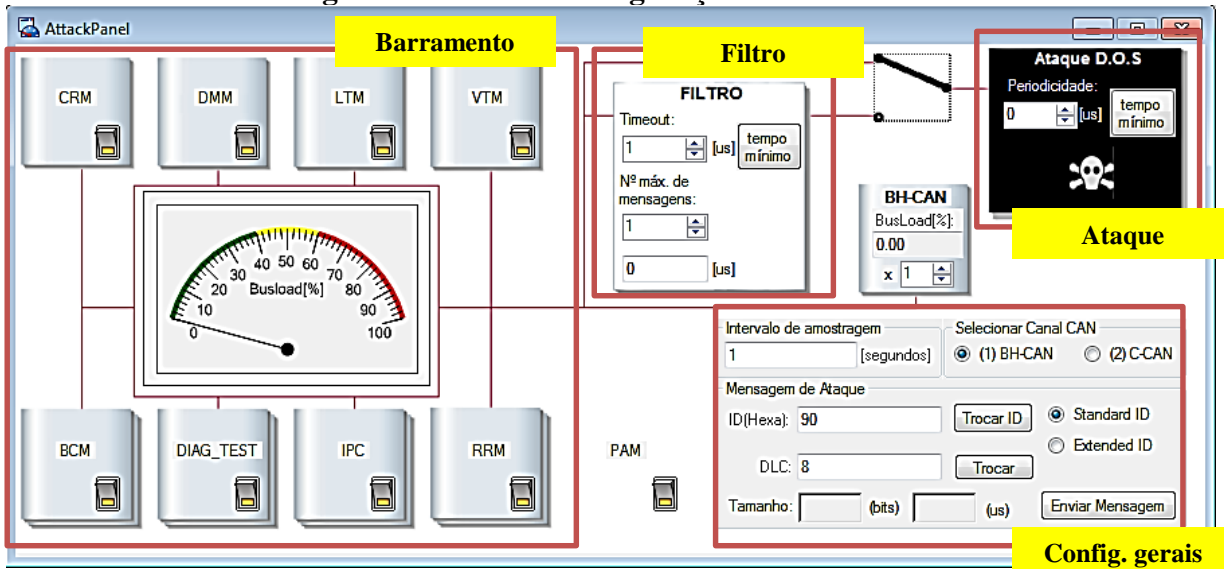 AttackPanel
Barramento
Filtro
Ataque D.O.S
Periodicidade:
0 [us] tempo mínimo
Ataque
CRM
DMM
LTM
VTM
FILTRO
Timeout:
1 [us] tempo mínimo
Nº máx. de mensagens:
1
0 [us]
BH-CAN
BusLoad[%]:
0.00
x 1
0 10 20 30 40 50 60 70 80 90 100
Busload[%]
BCM
DIAG_TEST
IPC
RRM
PAM
Intervalo de amostragem
1 [segundos]
Selecionar Canal CAN
(1) BH-CAN (2) C-CAN
Mensagem de Ataque
ID(Hexa): 90 Trocar ID Standard ID
Extended ID
DLC: 8 Trocar
Tamanho: (bits) (us) Enviar Mensagem
Config. gerais